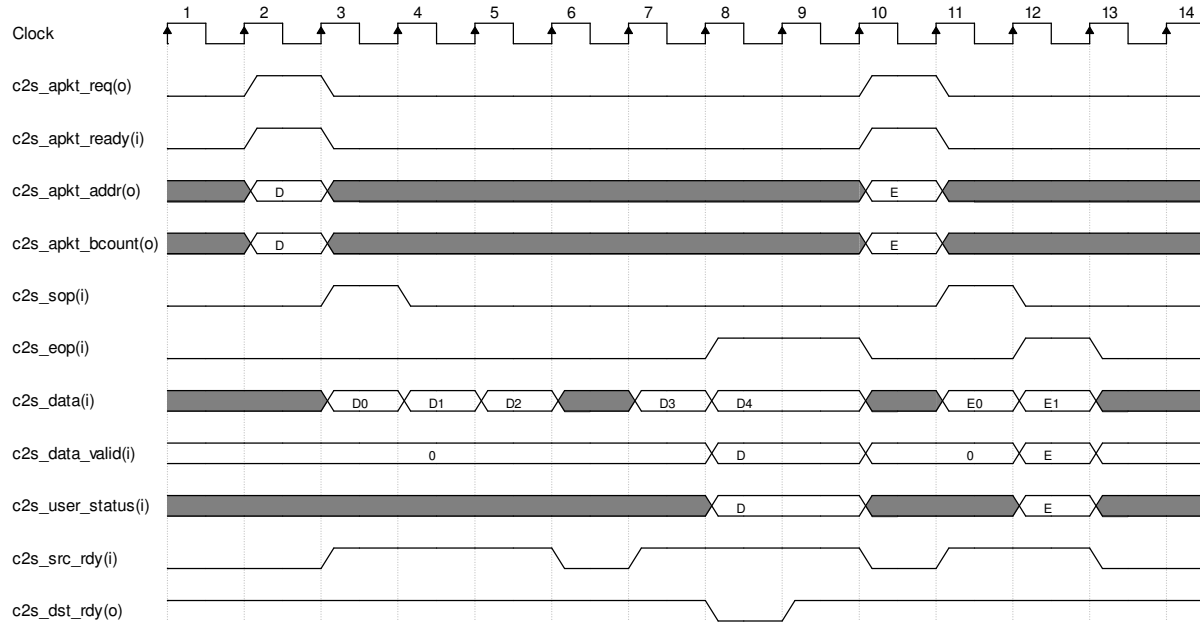 1 2 3 4 5 6 7 8 9 10 11 12 13 14
Clock
c2s_apkt_req(o)
c2s_apkt_ready(i)
c2s_apkt_addr(o) D E
c2s_apkt_bcount(o) D E
c2s_sop(i)
c2s_eop(i)
c2s_data(i) D0 D1 D2 D3 D4 E0 E1
c2s_data_valid(i) 0 D 0 E
c2s_user_status(i) D E
c2s_src_rdy(i)
c2s_dst_rdy(o)